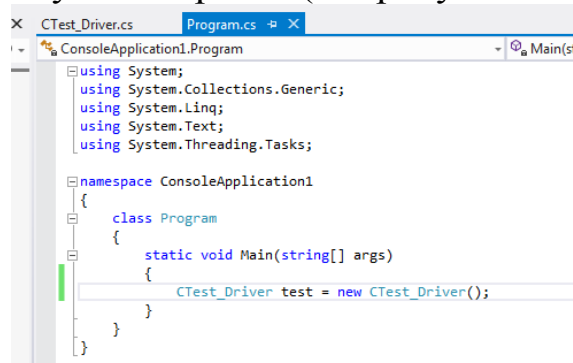 CTest_Driver.cs Program.cs
ConsoleApplication1.Program Main(st
using System;
using System.Collections.Generic;
using System.Linq;
using System.Text;
using System.Threading.Tasks;
namespace ConsoleApplication1
{
class Program
{
static void Main(string[] args)
{
CTest_Driver test = new CTest_Driver();
}
}
}